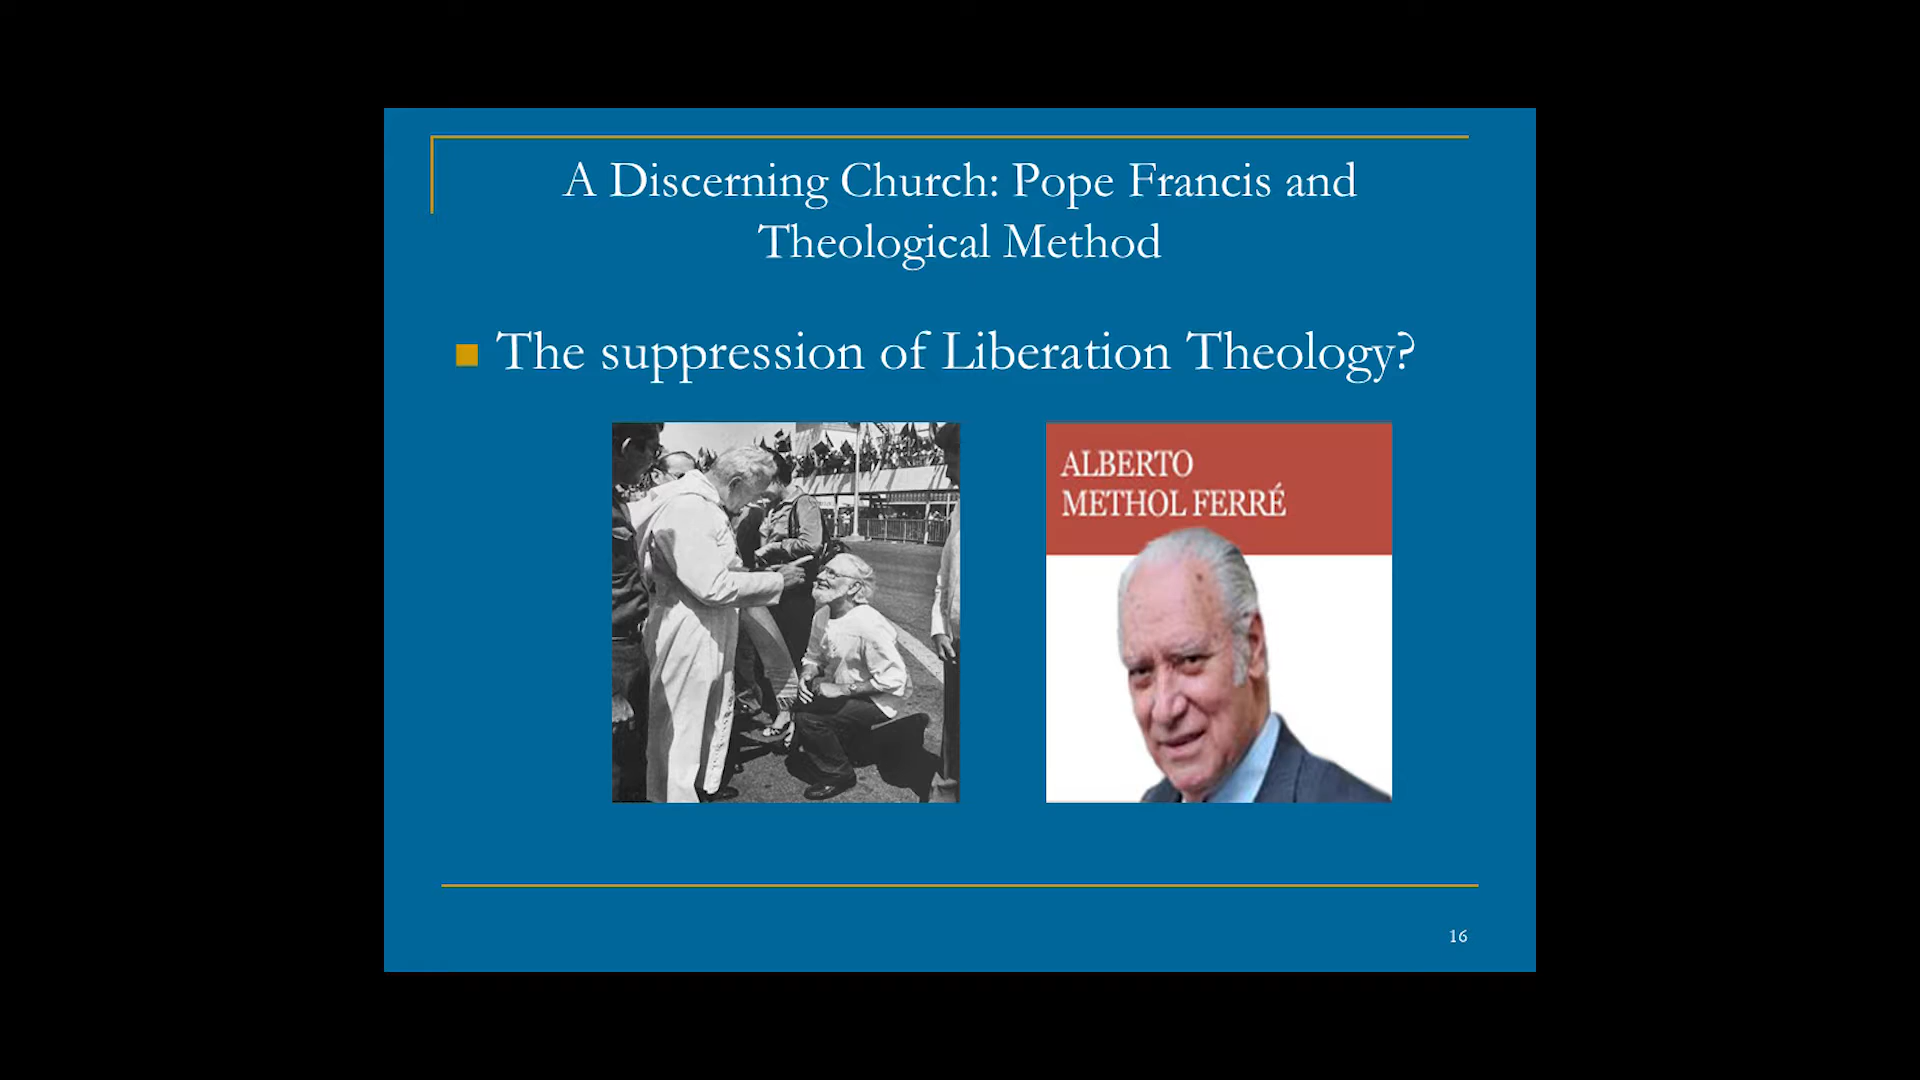 A Discerning Church: Pope Francis and
Theological Method
The suppression of Liberation Theology?
ALBERTO
METHOL FERRÉ
16